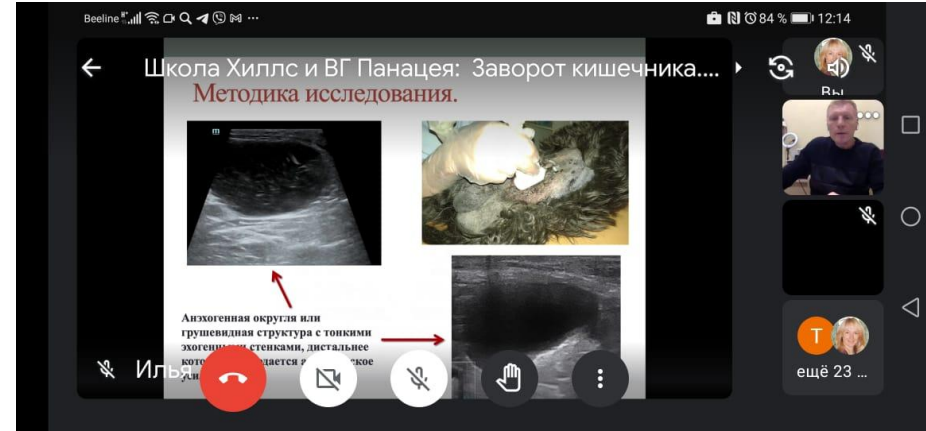 Beeline
84 % 12:14
Школа Хиллс и ВГ Панацея: Заворот кишечника....
Методика исследования.
Вы
Анэхогенная округля или
грушевидная структура с тонкими
стенками, дистальнее
Илья
T
ещё 23 ...